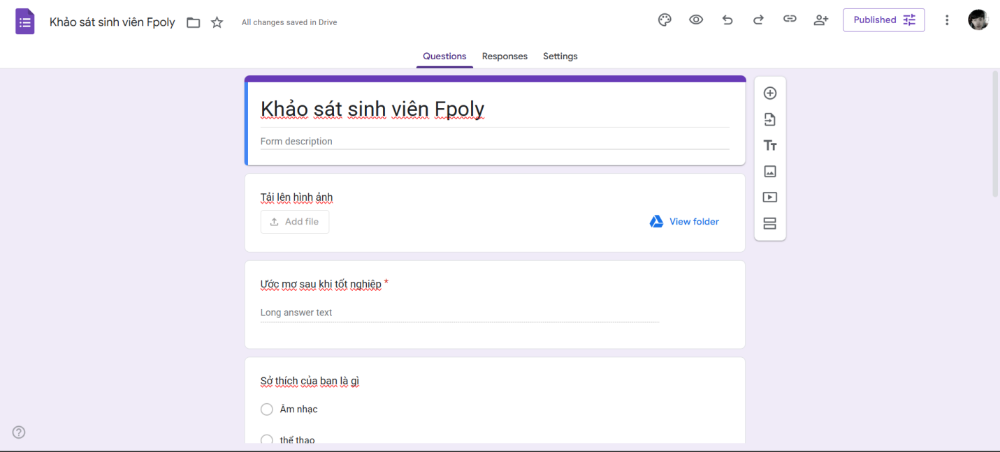 Khảo sát sinh viên Fpoly
All changes saved in Drive
Published
Questions Responses Settings
Khảo sát sinh viên Fpoly
Form description
Tải lên hình ảnh
Add file
View folder
Ước mơ sau khi tốt nghiệp *
Long answer text
Sở thích của bạn là gì
Âm nhạc
thể thao